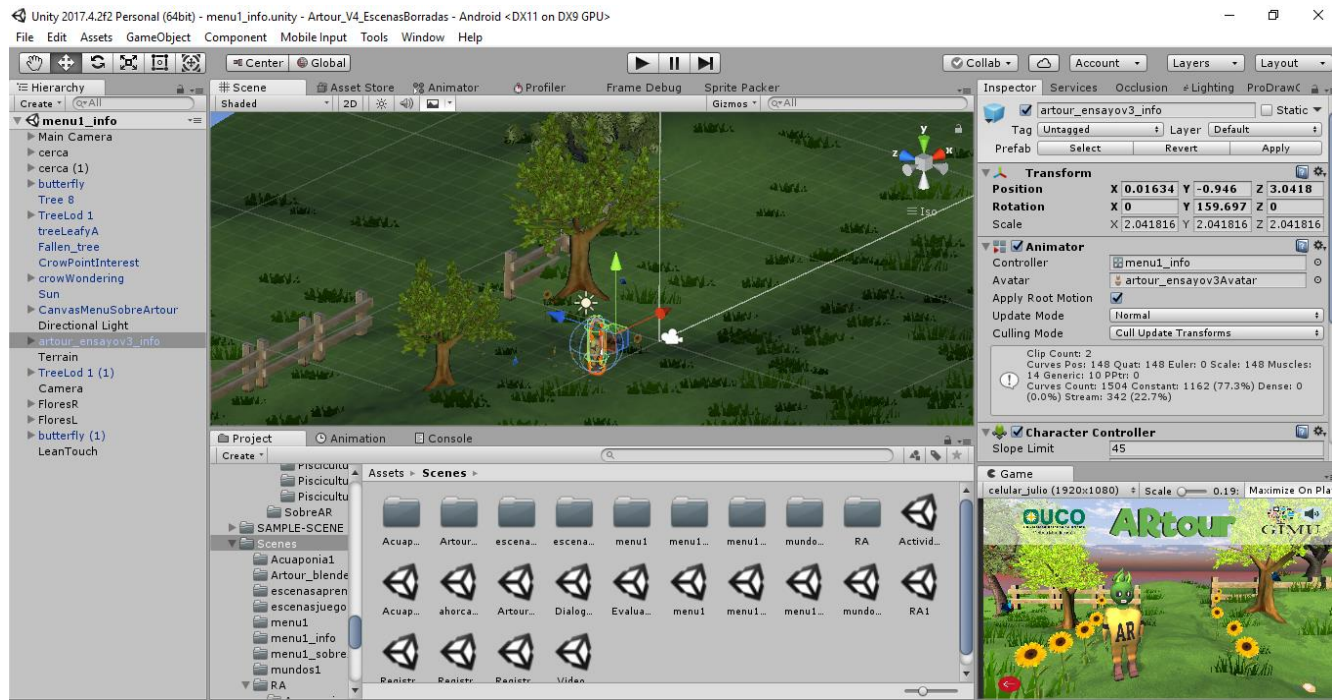 Unity 2017.4.2f2 Personal (64bit) - menu1_info.unity - Artour_V4_EscenasBorradas - Android <DX11 on DX9 GPU>
File Edit Assets GameObject Component Mobile Input Tools Window Help
Center Global Collab Account Layers Layout
Hierarchy
Create All
menu1_info
Main Camera
cerca
cerca (1)
butterfly
Tree 8
TreeLod 1
treeLeafyA
Fallen_tree
CrowPointInterest
crowWondering
Sun
CanvasMenuSobreArtour
Directional Light
artour_ensayov3_info
Terrain
TreeLod 1 (1)
Camera
FloresR
FloresL
butterfly (1)
LeanTouch
Scene Asset Store Animator Profiler Frame Debug Sprite Packer
Shaded 2D Gizmos All
y
z x
Iso
Project Animation Console
Create
Piscicultu
Piscicultu
Piscicultu
SobreAR
SAMPLE-SCENE
Scenes
Acuaponia1
Artour_blende
escenasapren
escenasjuego
menu1
menu1_info
menu1_sobre
mundos1
RA
Assets Scenes
Acuap... Artour... escena... escena... menu1 menu1... menu1... mundo... RA Activid...
Acuap... ahorca... Artour... Dialog... Evalua... menu1 menu1... menu1... mundo... RA1
Registr... Registr... Registr... Video
Inspector Services Occlusion Lighting ProDrawC
artour_ensayov3_info Static
Tag Untagged Layer Default
Prefab Select Revert Apply
Transform
Position X 0.01634 Y -0.946 Z 3.0418
Rotation X 0 Y 159.697 Z 0
Scale X 2.041816 Y 2.041816 Z 2.041816
Animator
Controller menu1_info
Avatar artour_ensayov3Avatar
Apply Root Motion
Update Mode Normal
Culling Mode Cull Update Transforms
Clip Count: 2
Curves Pos: 148 Quat: 148 Euler: 0 Scale: 148 Muscles:
14 Generic: 10 PPtr: 0
Curves Count: 1504 Constant: 1162 (77.3%) Dense: 0
(0.0%) Stream: 342 (22.7%)
Character Controller
Slope Limit 45
Game
celular_julio (1920x1080) Scale 0.19: Maximize On Pla
OUCO ARtour GIMU
AR